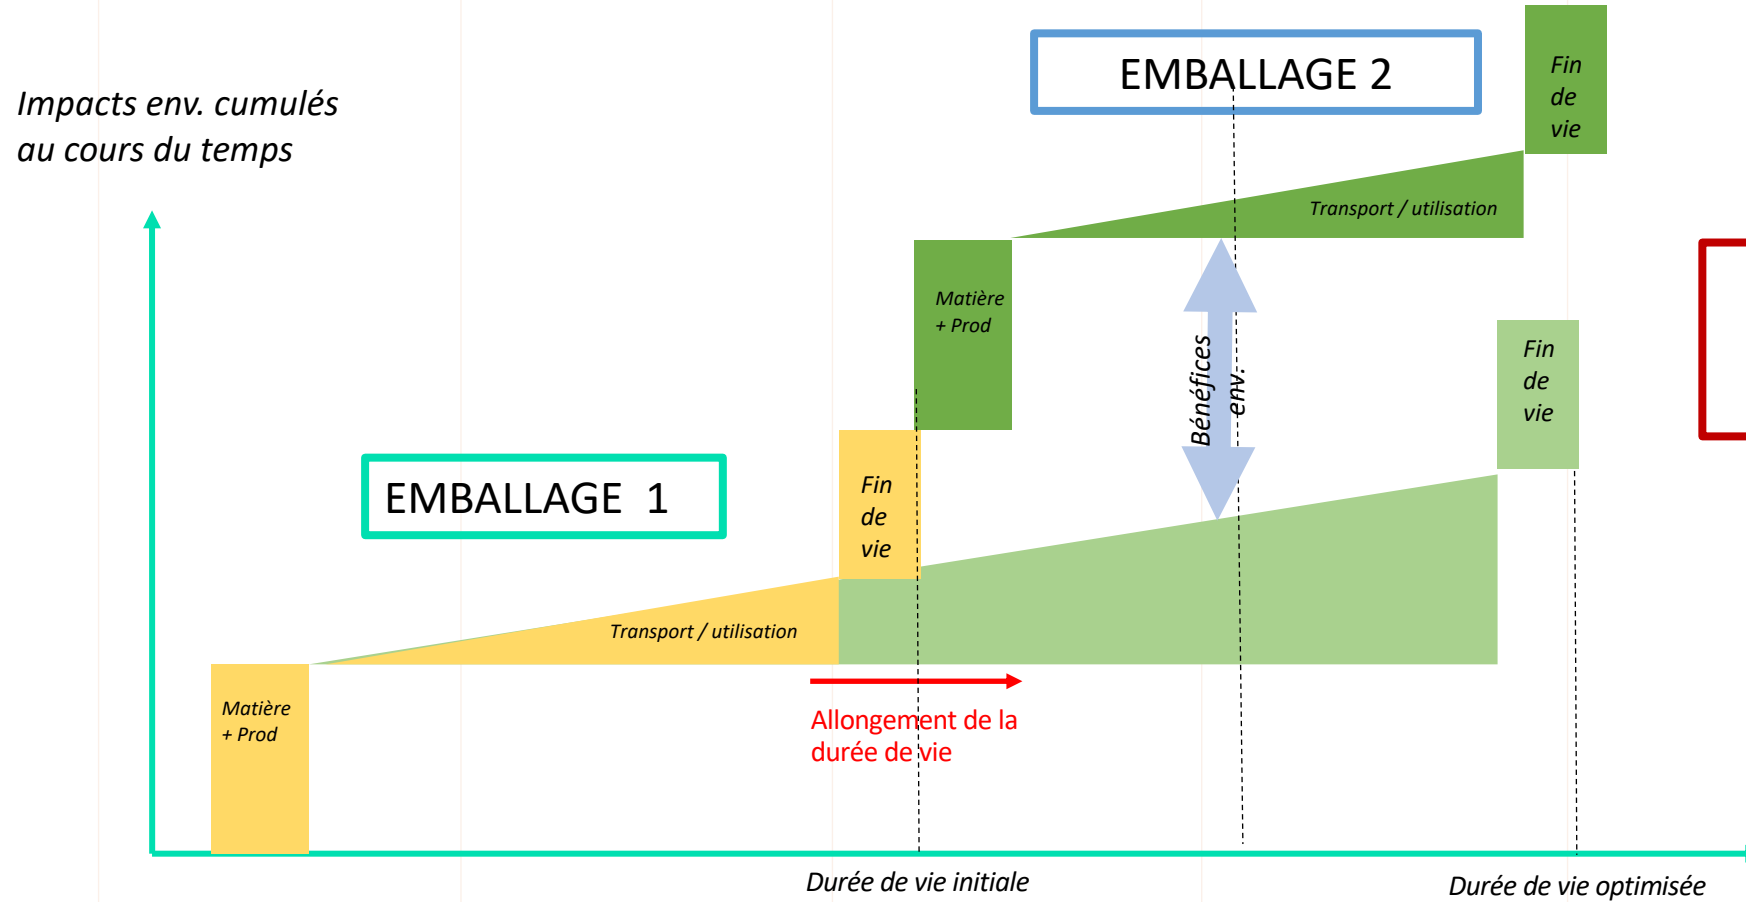 EMBALLAGE 2
Fin
de
vie
Impacts env. cumulés
au cours du temps
Transport / utilisation
Matière
+ Prod
Bénéfices
env.
Fin
de
vie
EMBALLAGE 1
Fin
de
vie
Transport / utilisation
Matière
+ Prod
Allongement de la
durée de vie
Durée de vie initiale
Durée de vie optimisée